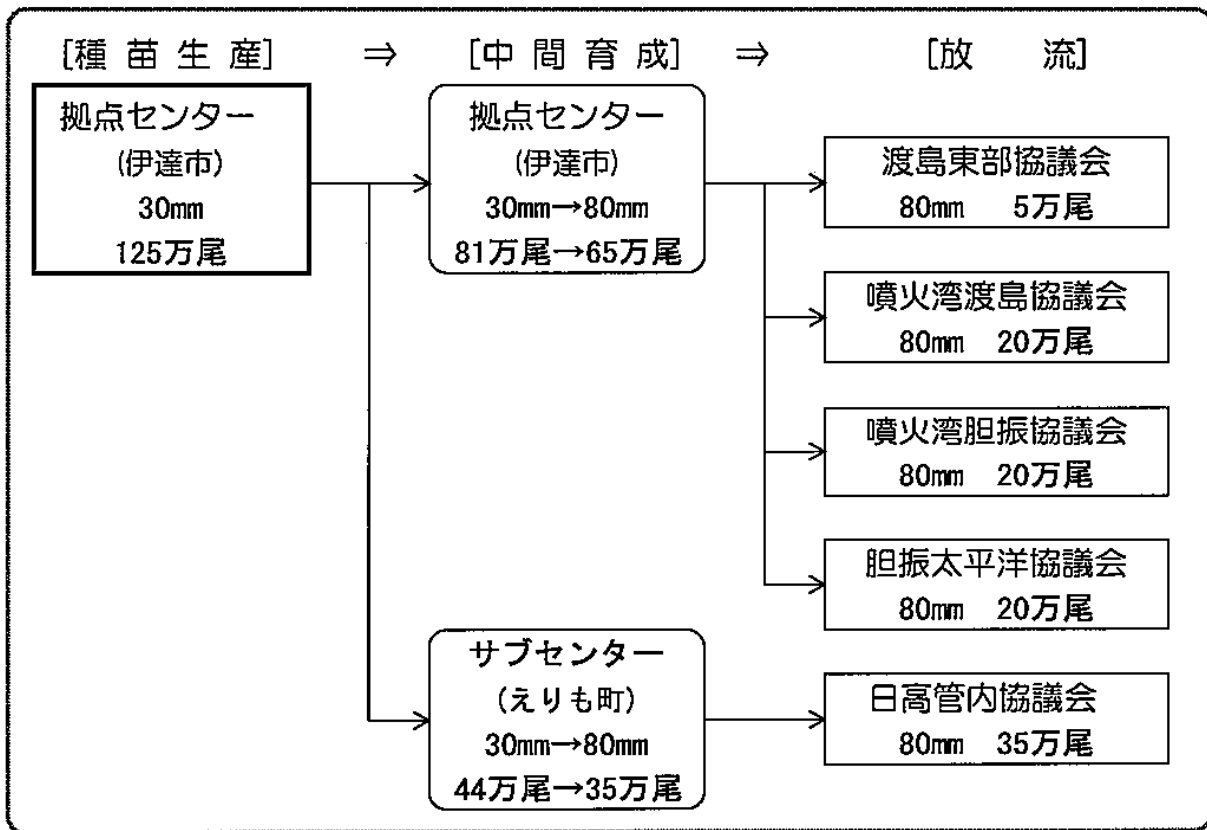 [種苗生産] ⇒ [中間育成] ⇒ [放流]
拠点センター
(伊達市)
30mm
125万尾
拠点センター
(伊達市)
30mm→80mm
81万尾→65万尾
サブセンター
(えりも町)
30mm→80mm
44万尾→35万尾
渡島東部協議会
80mm 5万尾
噴火湾渡島協議会
80mm 20万尾
噴火湾胆振協議会
80mm 20万尾
胆振太平洋協議会
80mm 20万尾
日高管内協議会
80mm 35万尾